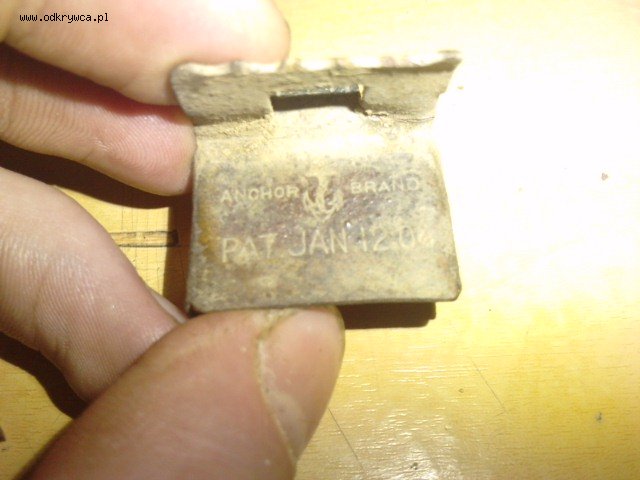 www.odkrywca.pl
ANCHOR BRAND
PAT JAN. 12.04